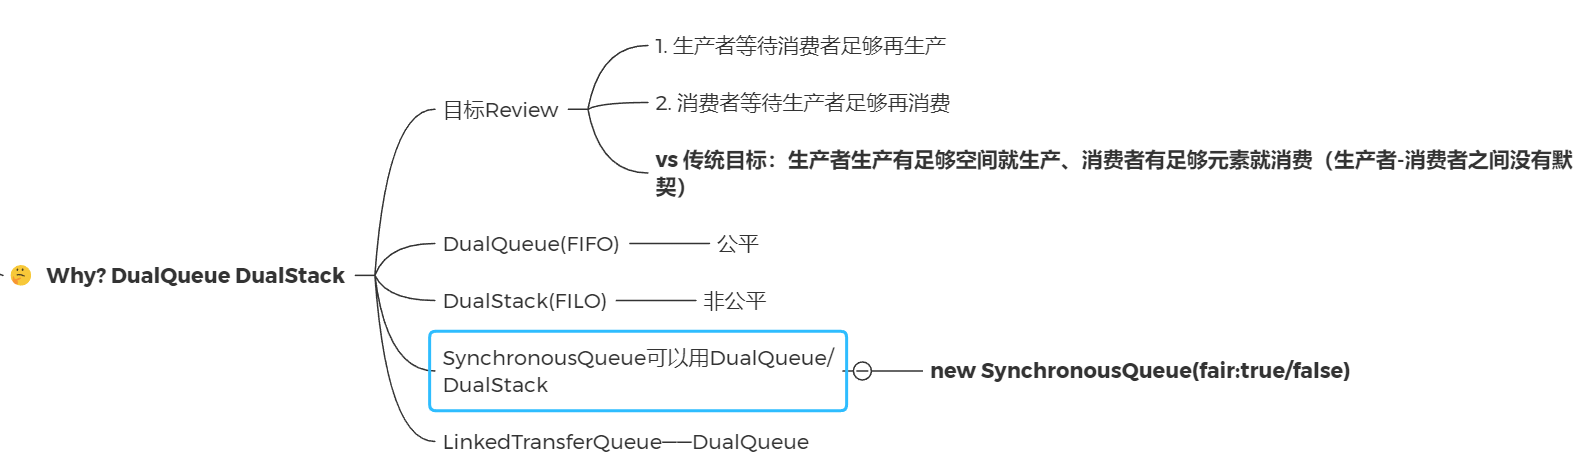 🤔 Why? DualQueue DualStack
目标Review
1. 生产者等待消费者足够再生产
2. 消费者等待生产者足够再消费
vs 传统目标：生产者生产有足够空间就生产、消费者有足够元素就消费（生产者-消费者之间没有默
契）
DualQueue(FIFO)
公平
DualStack(FILO)
非公平
SynchronousQueue可以用DualQueue/
DualStack
new SynchronousQueue(fair:true/false)
LinkedTransferQueue——DualQueue